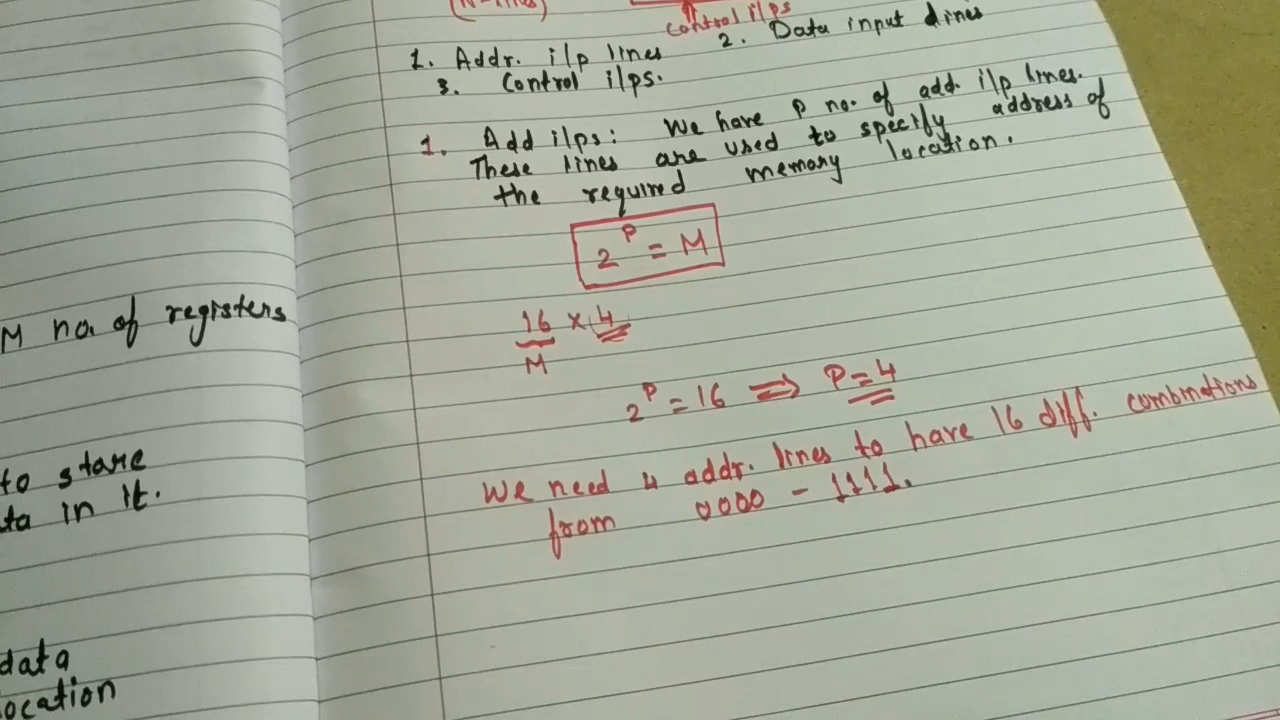 control i/ps
1. Addr. i/p lines 2. Data input lines
3. Control i/ps.
1. Add i/ps: We have P no. of add. i/p lines.
These lines are used to specify address of
the required memory location.
2^P = M
16 × 4
M
2^P = 16 ⟹ P = 4
We need 4 addr. lines to have 16 diff. combinations
from 0000 - 1111.
M no. of registers
to store
ta in it.
data
ocation